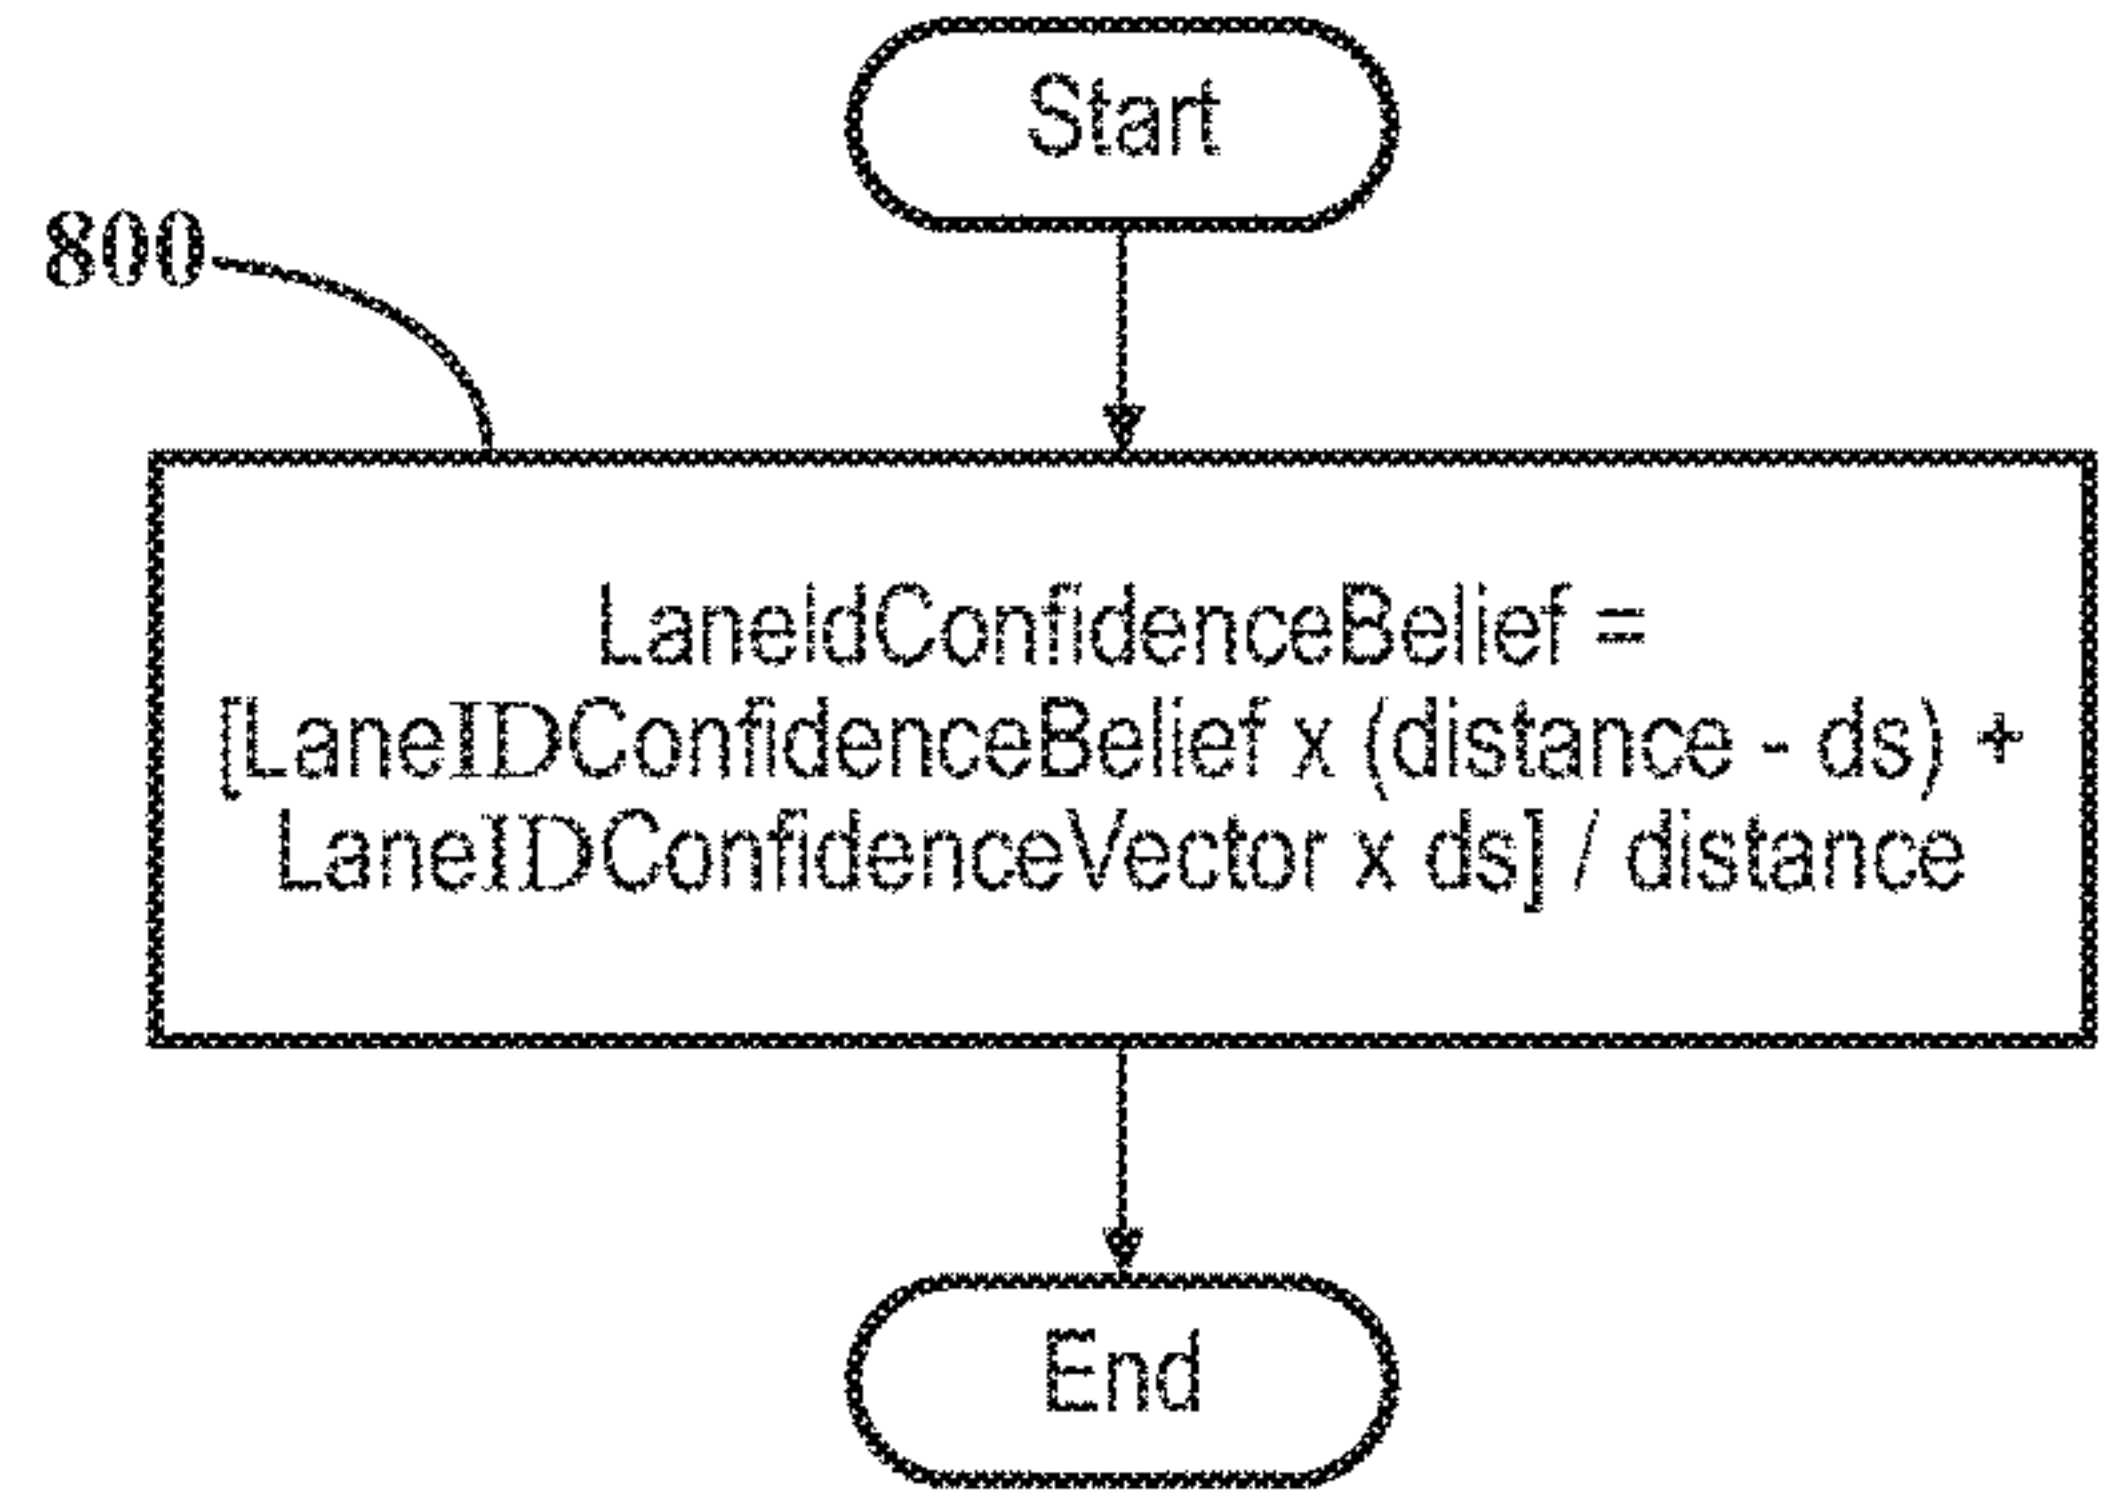 Start
800
LaneIdConfidenceBelief =
[LaneIDConfidenceBelief x (distance - ds) +
LaneIDConfidenceVector x ds] / distance
End